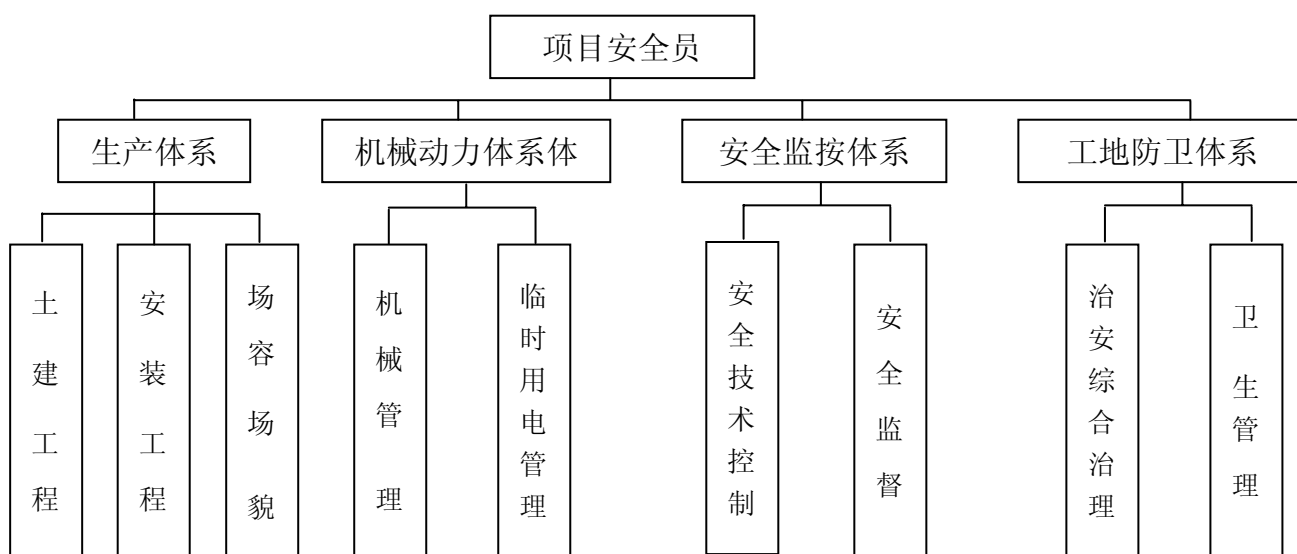 项目安全员
生产体系
机械动力体系体
安全监按体系
工地防卫体系
土建工程
安装工程
场容场貌
机械管理
临时用电管理
安全技术控制
安全监督
治安综合治理
卫生管理